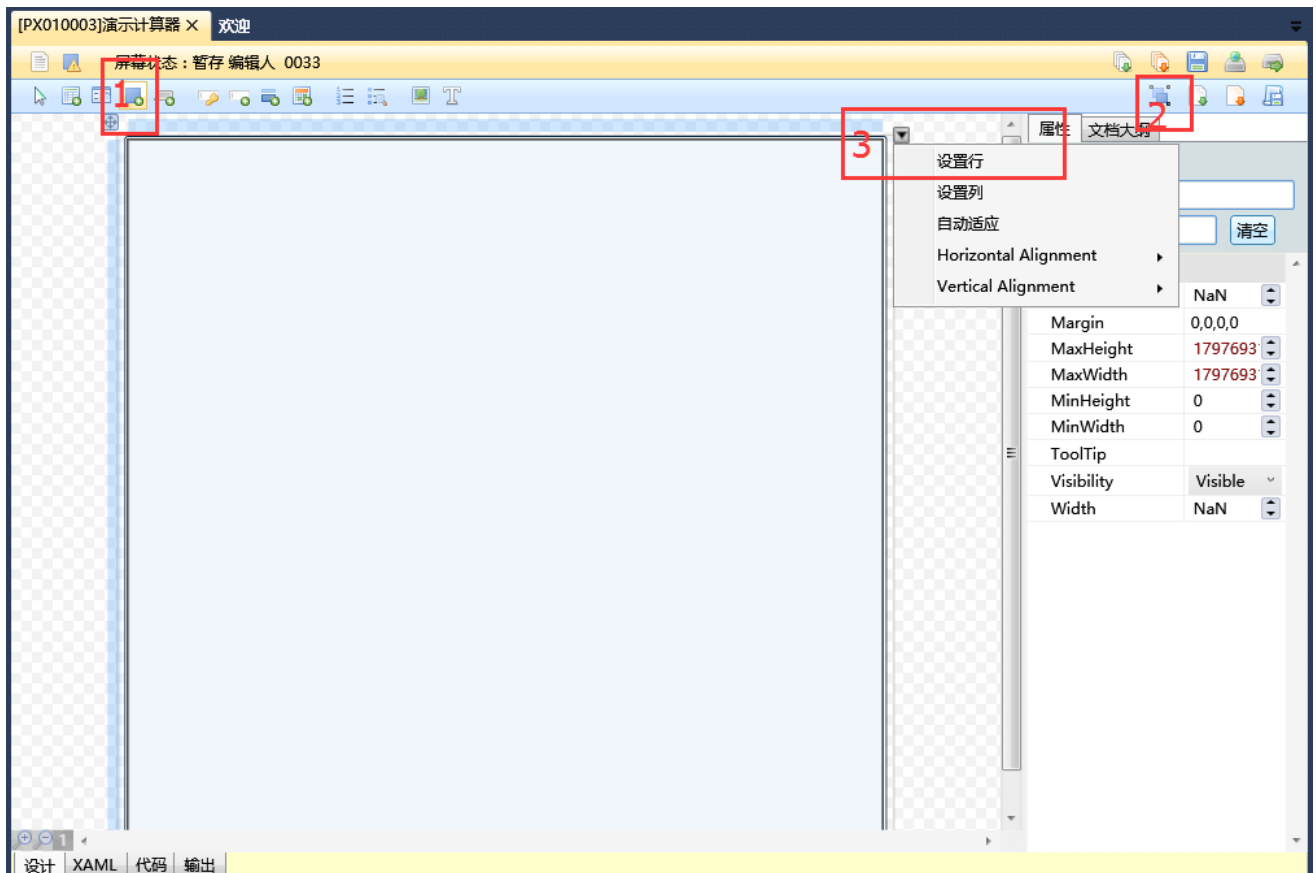 [PX010003]演示计算器 × 欢迎
屏幕状态：暂存 编辑人 0033
1
2
3
属性 文档大纲
设置行
设置列
自动适应
清空
Horizontal Alignment
Vertical Alignment
NaN
Margin 0,0,0,0
MaxHeight 1797693
MaxWidth 1797693
MinHeight 0
MinWidth 0
ToolTip
Visibility Visible
Width NaN
1
设计 XAML 代码 输出